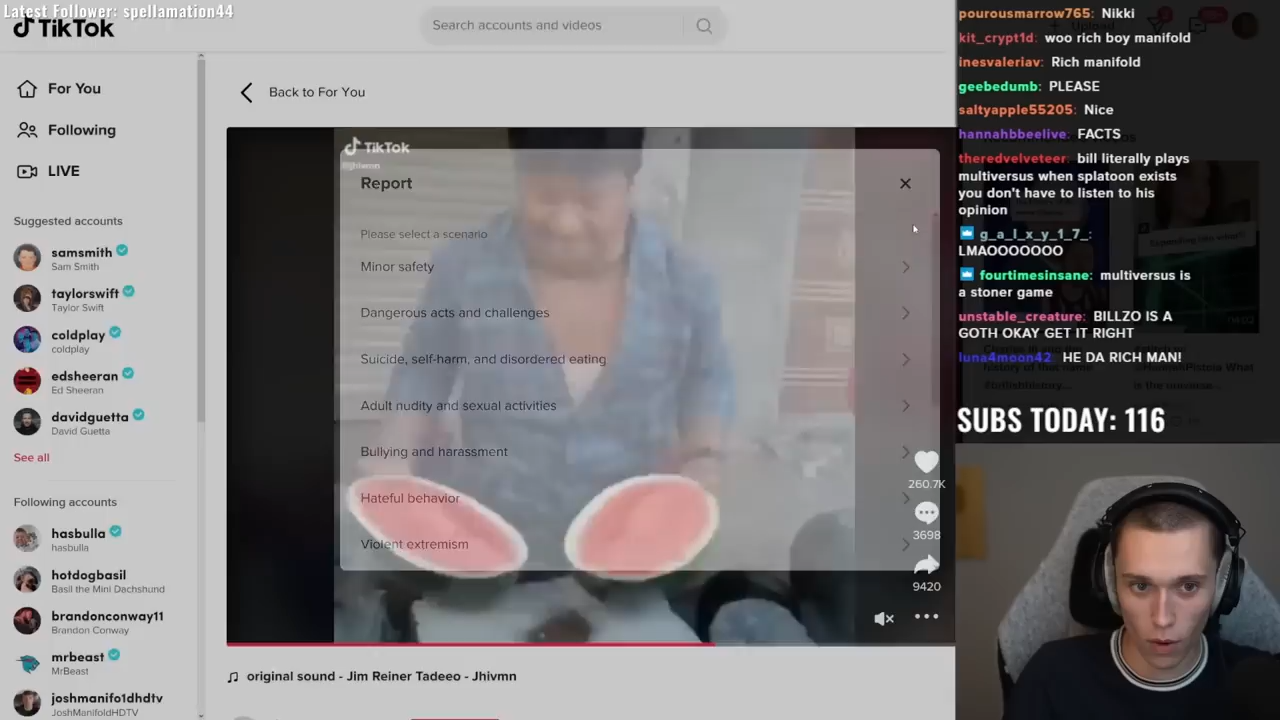 Latest Follower: spellamation44
TikTok
Search accounts and videos
For You
Following
LIVE
Suggested accounts
samsmith
Sam Smith
taylorswift
Taylor Swift
coldplay
coldplay
edsheeran
Ed Sheeran
davidguetta
David Guetta
See all
Following accounts
hasbulla
hasbulla
hotdogbasil
Basil the Mini Dachshund
brandonconway11
Brandon Conway
mrbeast
MrBeast
joshmanifo1dhdtv
JoshManifoldHDTV
Back to For You
TikTok
Report
Please select a scenario
Minor safety
Dangerous acts and challenges
Suicide, self-harm, and disordered eating
Adult nudity and sexual activities
Bullying and harassment
Hateful behavior
Violent extremism
260.7K
3698
9420
original sound - Jim Reiner Tadeeo - Jhivmn
pourousmarrow765: Nikki
kit_crypt1d: woo rich boy manifold
inesvaleriav: Rich manifold
geebedumb: PLEASE
saltyapple55205: Nice
hannahbbeelive: FACTS
theredvelveteer: bill literally plays
multiversus when splatoon exists
you don't have to listen to his
opinion
g_a_l_x_y_1_7_:
LMAOOOOOOO
fourtimesinsane: multiversus is
a stoner game
unstable_creature: BILLZO IS A
GOTH OKAY GET IT RIGHT
luna4moon42: HE DA RICH MAN!
SUBS TODAY: 116